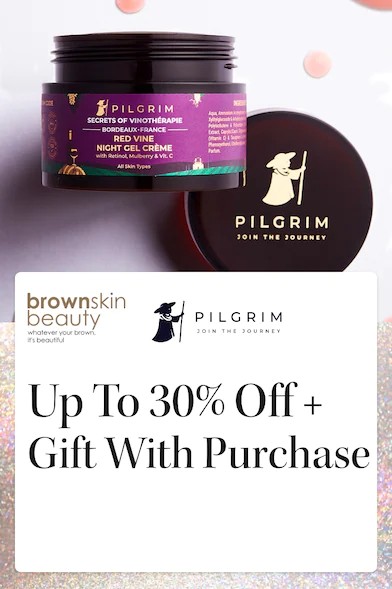 PILGRIM
SECRETS OF VINOTHÉRAPIE
BORDEAUX-FRANCE
RED VINE
NIGHT GEL CRÈME
with Retinol, Mulberry & Vit. C
All Skin Types
PILGRIM
JOIN THE JOURNEY
brownskin
beauty
whatever your brown,
it's beautiful
PILGRIM
JOIN THE JOURNEY
Up To 30% Off +
Gift With Purchase